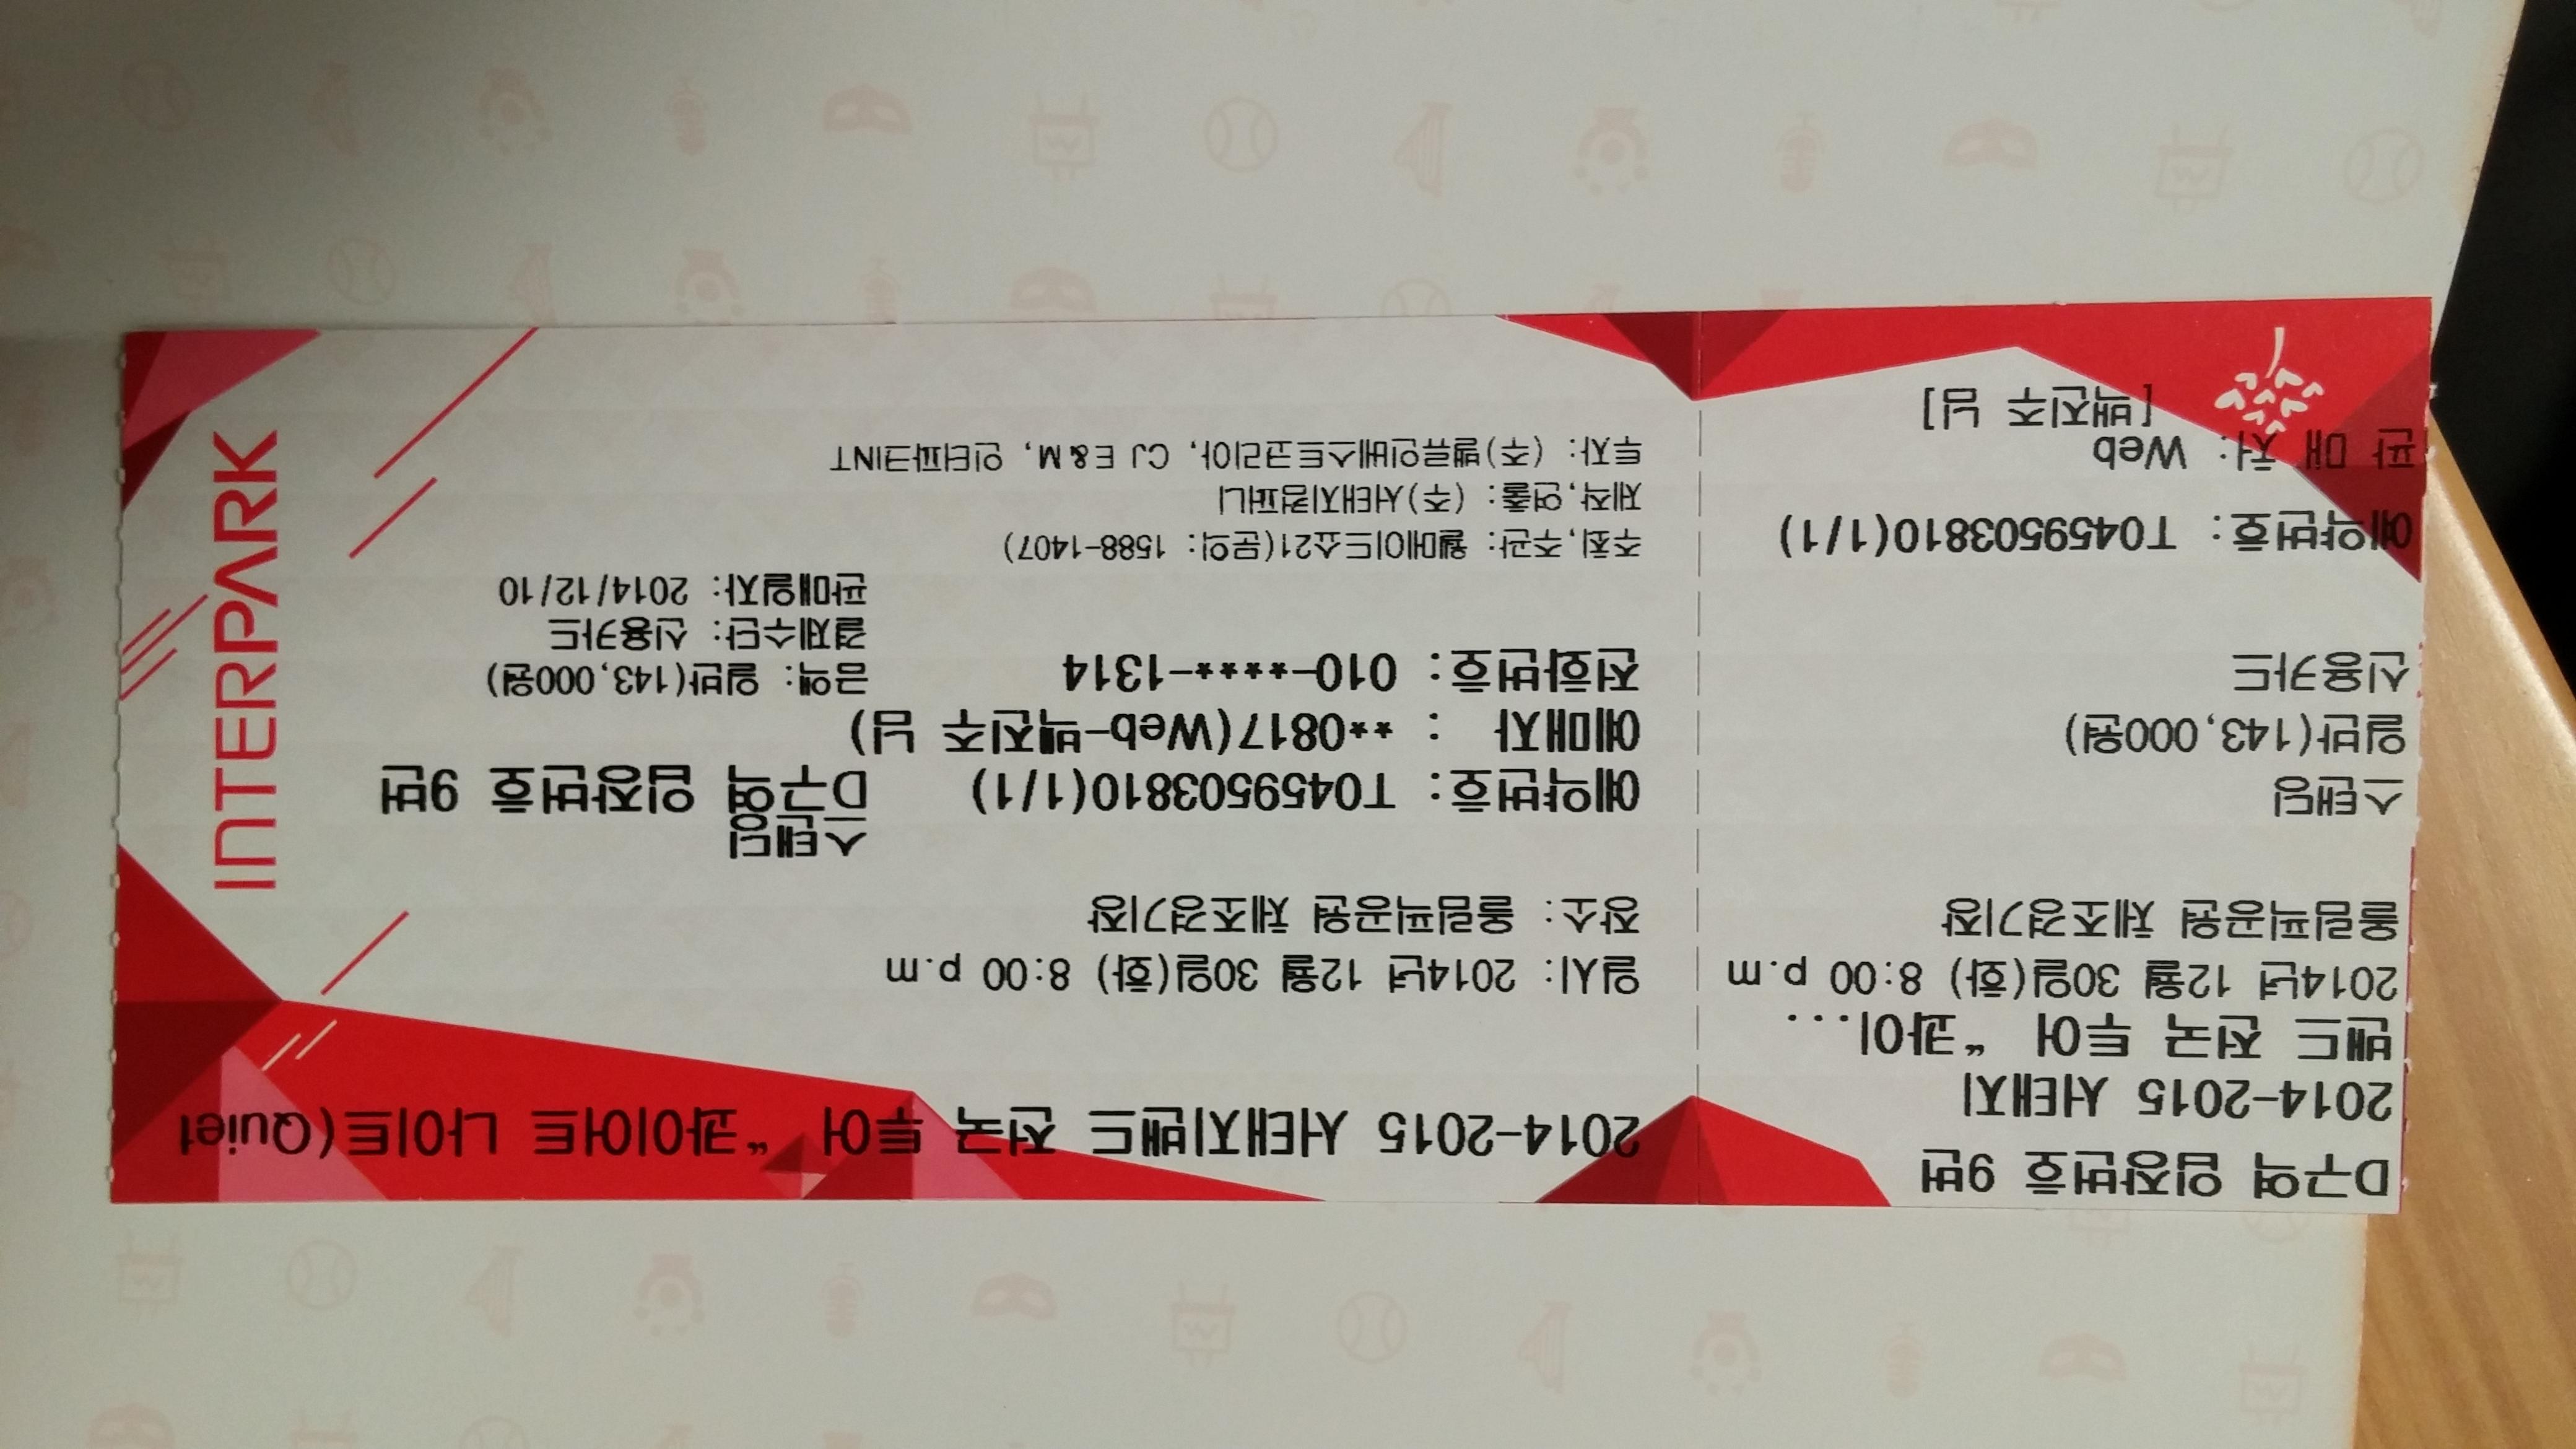 D구역 입장번호 9번
2014-2015 서태지
밴드 전국 투어 “콰이...
2014년 12월 30일(화) 8:00 p.m
올림픽공원 체조경기장
스탠딩
일반(143,000원)
신용카드
예약번호: T0459503810(1/1)
판 매 처: Web
[백진주 님]
2014-2015 서태지밴드 전국 투어 “콰이어트 나이트(Quiet
일시: 2014년 12월 30일(화) 8:00 p.m
장소: 올림픽공원 체조경기장
스탠딩
D구역 입장번호 9번
예약번호: T0459503810(1/1)
예매자 : **0817(Web-백진주 님)
전화번호: 010-****-1314
금액: 일반(143,000원)
결제수단: 신용카드
판매일자: 2014/12/10
주최,주관: 웰메이드쇼21(문의: 1588-1407)
제작,연출: (주)서태지컴퍼니
투자: (주)밸류인베스트코리아, CJ E&M, 인터파크INT
INTERPARK